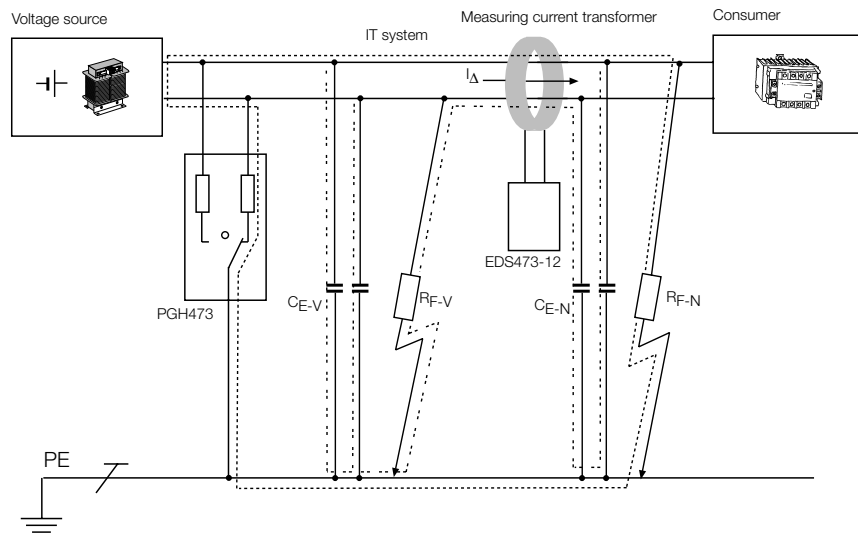 Voltage source
Measuring current transformer
Consumer
IT system
IΔ
EDS473-12
PGH473
CE-V
RF-V
CE-N
RF-N
PE